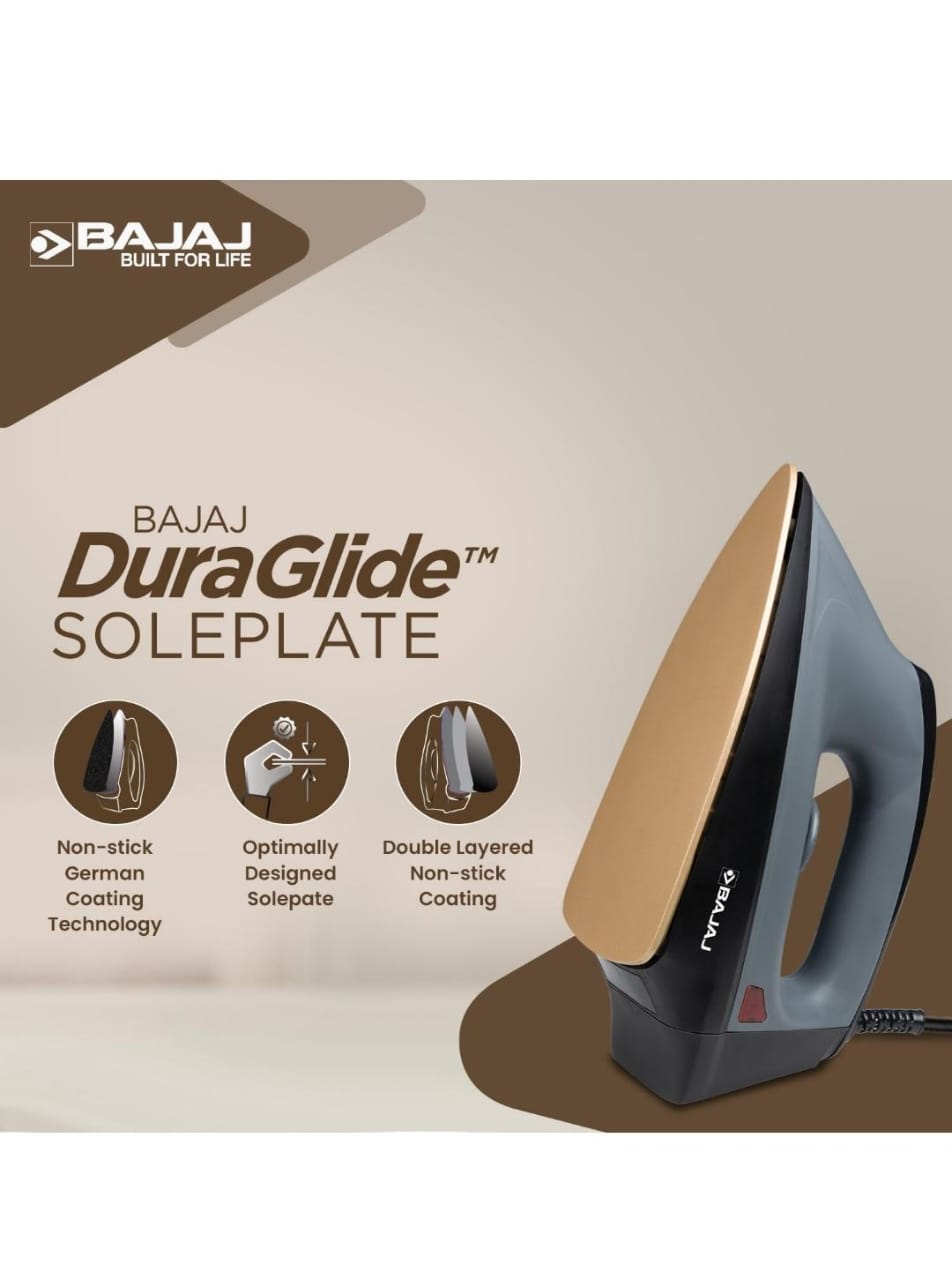 BAJAJ
BUILT FOR LIFE
BAJAJ
DuraGlide™
SOLEPLATE
Non-stick
German
Coating
Technology
Optimally
Designed
Solepate
Double Layered
Non-stick
Coating
BAJAJ